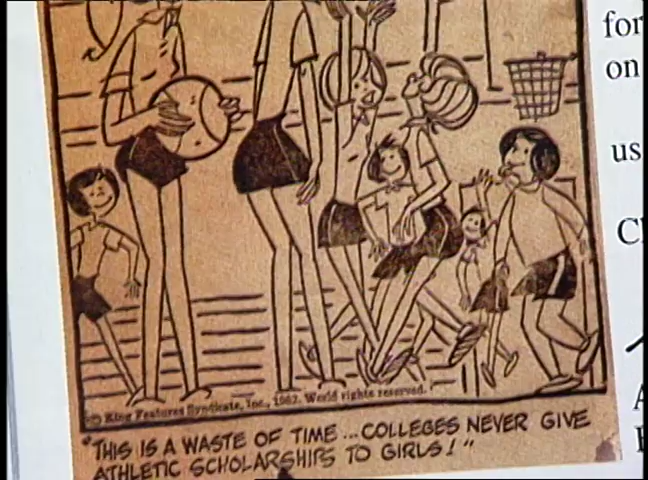 for
on
us
© King Features Syndicate, Inc., 1962. World rights reserved.
"THIS IS A WASTE OF TIME...COLLEGES NEVER GIVE
ATHLETIC SCHOLARSHIPS TO GIRLS!"